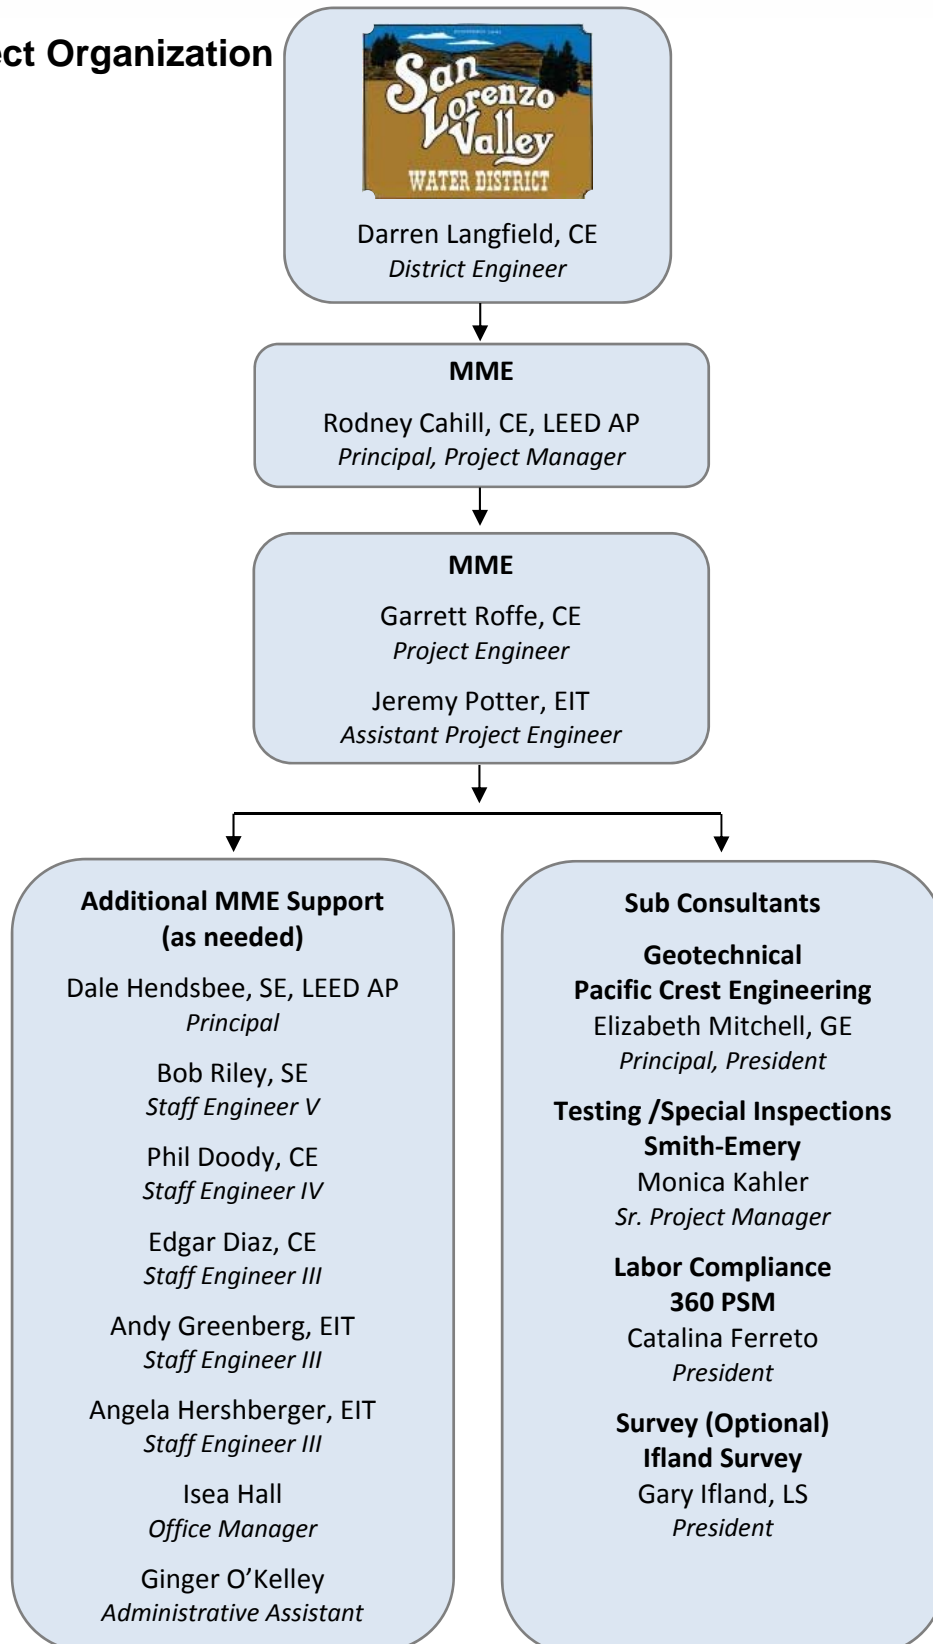 ect Organization
San
Lorenzo
Valley
WATER DISTRICT
Darren Langfield, CE
District Engineer
MME
Rodney Cahill, CE, LEED AP
Principal, Project Manager
MME
Garrett Roffe, CE
Project Engineer
Jeremy Potter, EIT
Assistant Project Engineer
Additional MME Support
(as needed)
Dale Hendsbee, SE, LEED AP
Principal
Bob Riley, SE
Staff Engineer V
Phil Doody, CE
Staff Engineer IV
Edgar Diaz, CE
Staff Engineer III
Andy Greenberg, EIT
Staff Engineer III
Angela Hershberger, EIT
Staff Engineer III
Isea Hall
Office Manager
Ginger O’Kelley
Administrative Assistant
Sub Consultants
Geotechnical
Pacific Crest Engineering
Elizabeth Mitchell, GE
Principal, President
Testing /Special Inspections
Smith-Emery
Monica Kahler
Sr. Project Manager
Labor Compliance
360 PSM
Catalina Ferreto
President
Survey (Optional)
Ifland Survey
Gary Ifland, LS
President